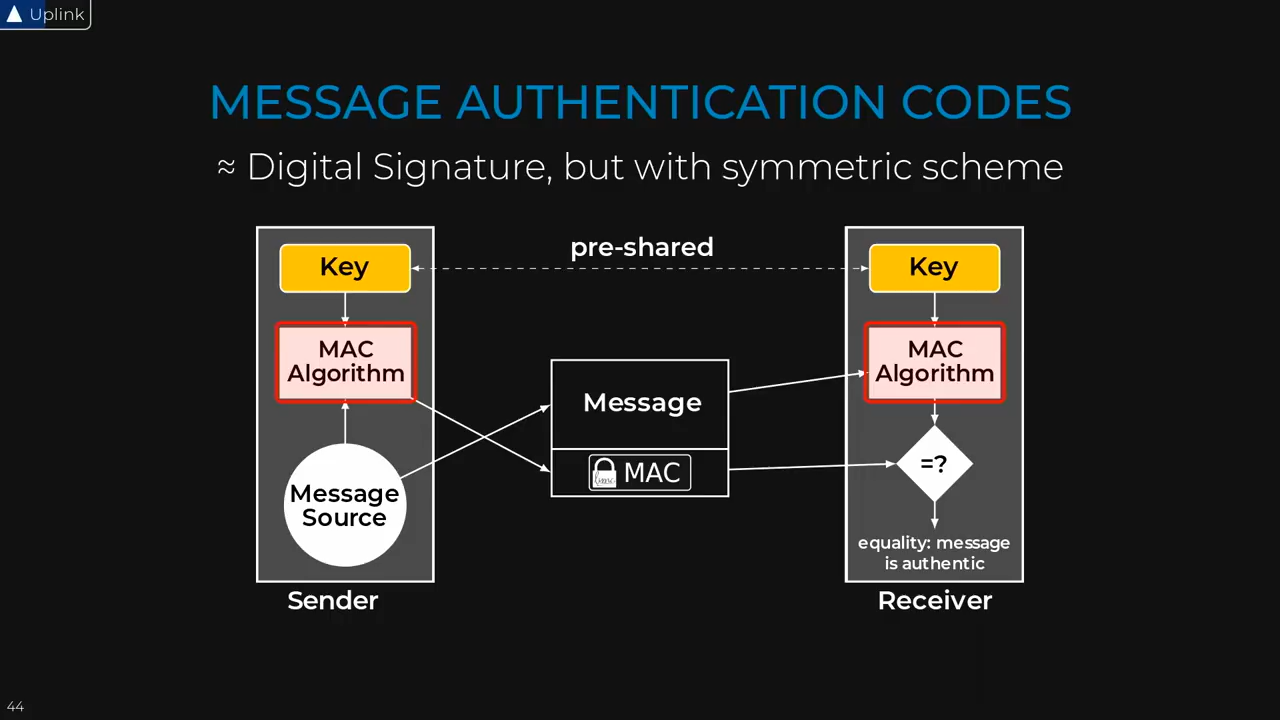 Uplink
MESSAGE AUTHENTICATION CODES
≈ Digital Signature, but with symmetric scheme
pre-shared
Key
Key
MAC
Algorithm
MAC
Algorithm
Message
MAC
=?
Message
Source
equality: message
is authentic
Sender
Receiver
44